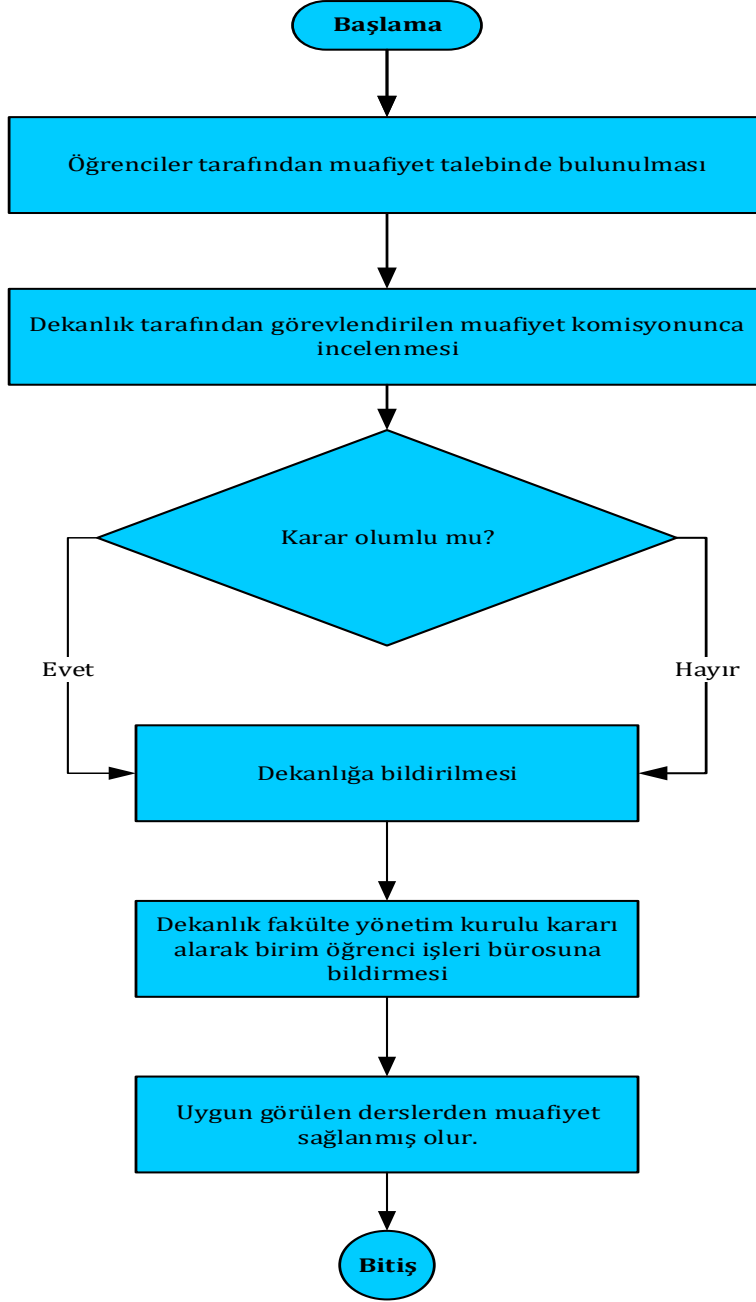 Başlama
Öğrenciler tarafından muafiyet talebinde bulunulması
Dekanlık tarafından görevlendirilen muafiyet komisyonunca
incelenmesi
Karar olumlu mu?
Evet
Hayır
Dekanlığa bildirilmesi
Dekanlık fakülte yönetim kurulu kararı
alarak birim öğrenci işleri bürosuna
bildirmesi
Uygun görülen derslerden muafiyet
sağlanmış olur.
Bitiş